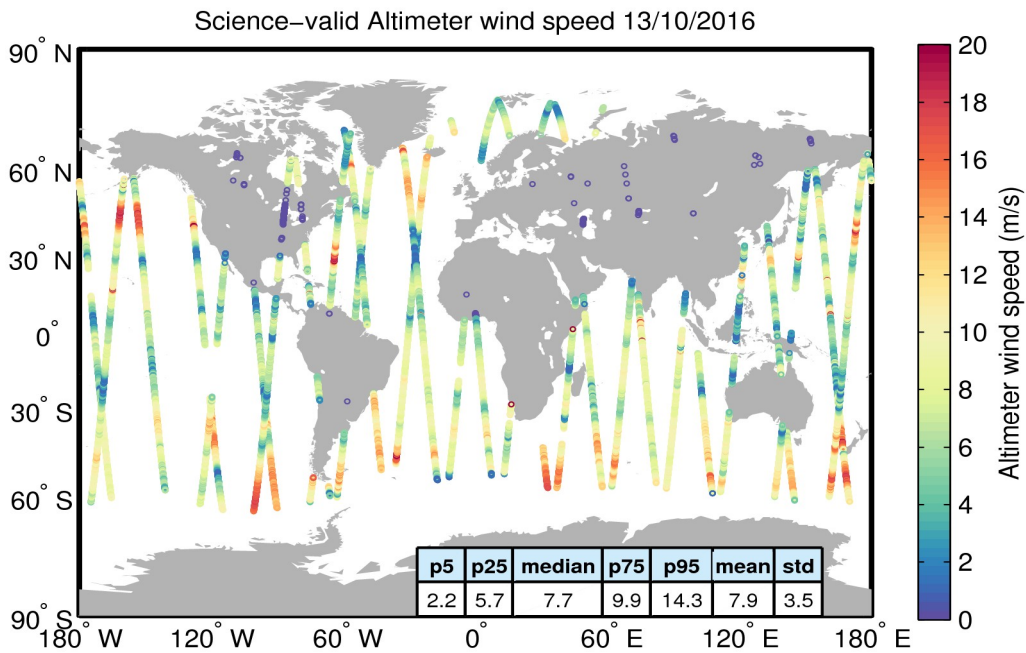 Science−valid Altimeter wind speed 13/10/2016
90° N
60° N
30° N
0°
30° S
60° S
90° S
180° W
120° W
60° W
0°
60° E
120° E
180° E
p5 p25 median p75 p95 mean std
2.2 5.7 7.7 9.9 14.3 7.9 3.5
20
18
16
14
12
10
8
6
4
2
0
Altimeter wind speed (m/s)